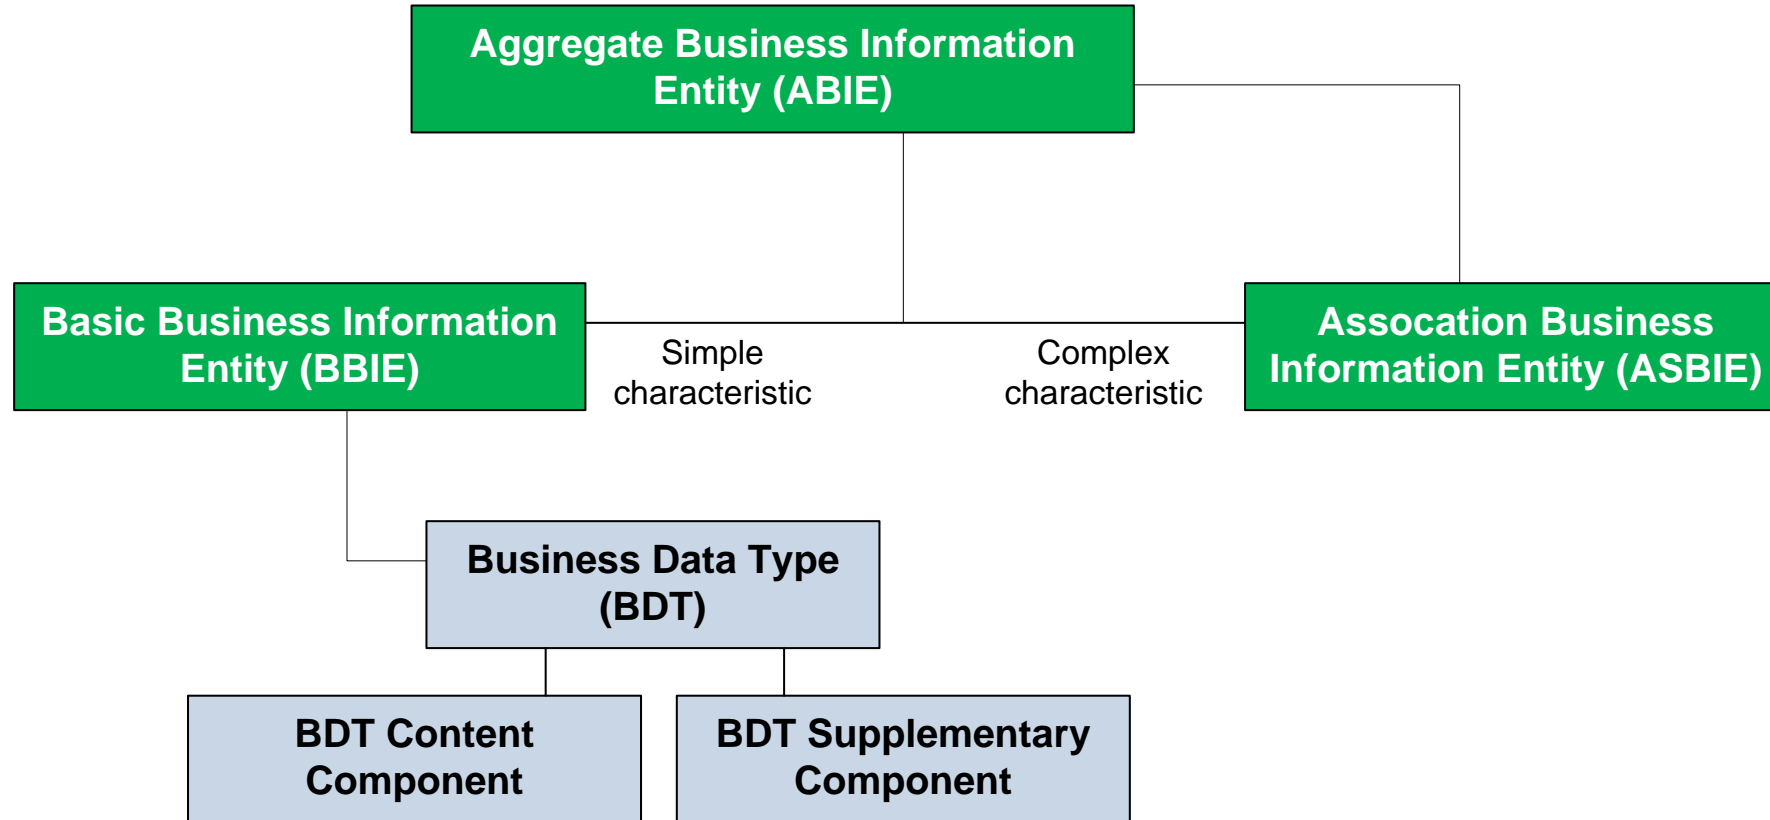 Aggregate Business Information
Entity (ABIE)
Basic Business Information
Entity (BBIE)
Simple
characteristic
Complex
characteristic
Assocation Business
Information Entity (ASBIE)
Business Data Type
(BDT)
BDT Content
Component
BDT Supplementary
Component